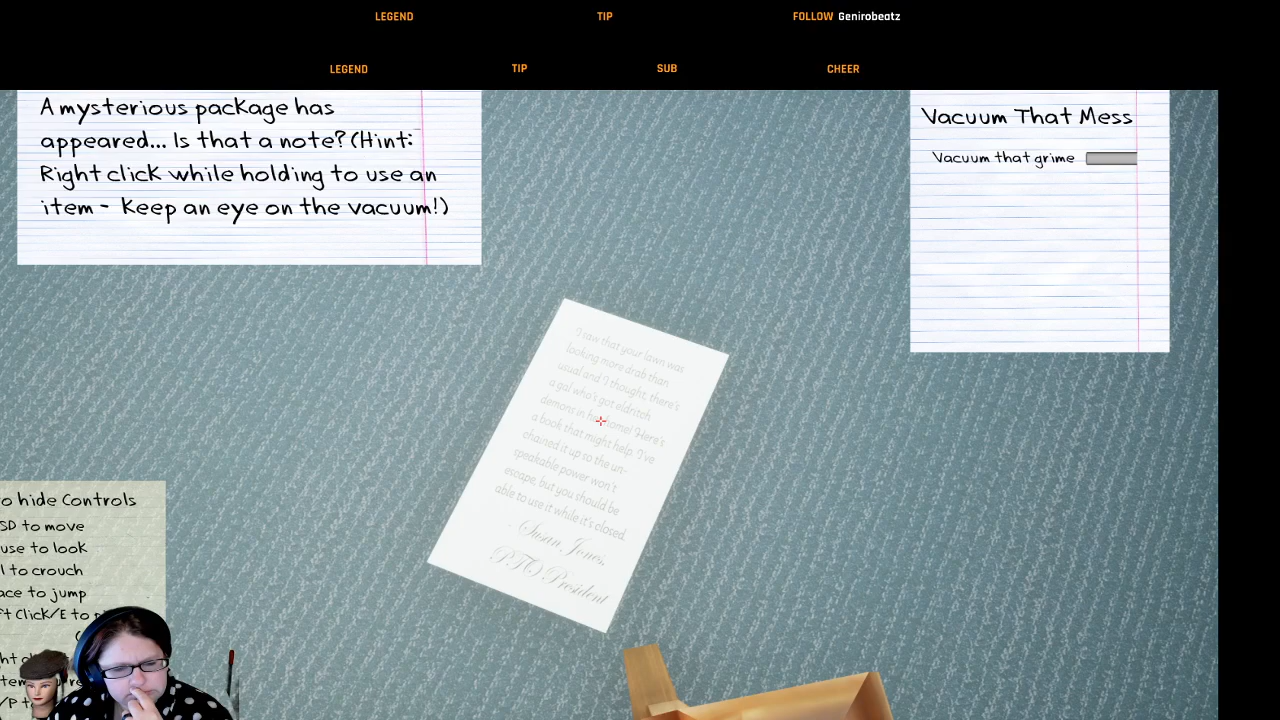 LEGEND
TIP
FOLLOW Genirobeatz
LEGEND
TIP
SUB
CHEER
A mysterious package has
appeared... Is that a note? (Hint:
Right click while holding to use an
item - Keep an eye on the vacuum!)
Vacuum That Mess
Vacuum that grime
I saw that your lawn was
looking more drab than
usual and I thought, there's
a gal who's got eldritch
demons in her home! Here's
a book that might help. I've
chained it up so the un-
speakable power won't
escape, but you should be
able to use it while it's closed.
- Susan Jones,
PTO President
o hide Controls
SD to move
use to look
l to crouch
ace to jump
ft Click/E to